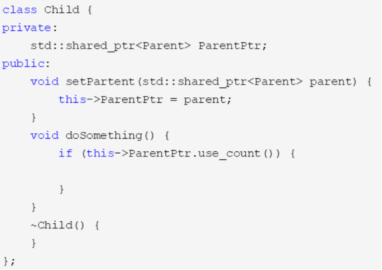 class Child {
private:
    std::shared_ptr<Parent> ParentPtr;
public:
    void setPartent(std::shared_ptr<Parent> parent) {
        this->ParentPtr = parent;
    }
    void doSomething() {
        if (this->ParentPtr.use_count()) {

        }
    }
    ~Child() {
    }
};